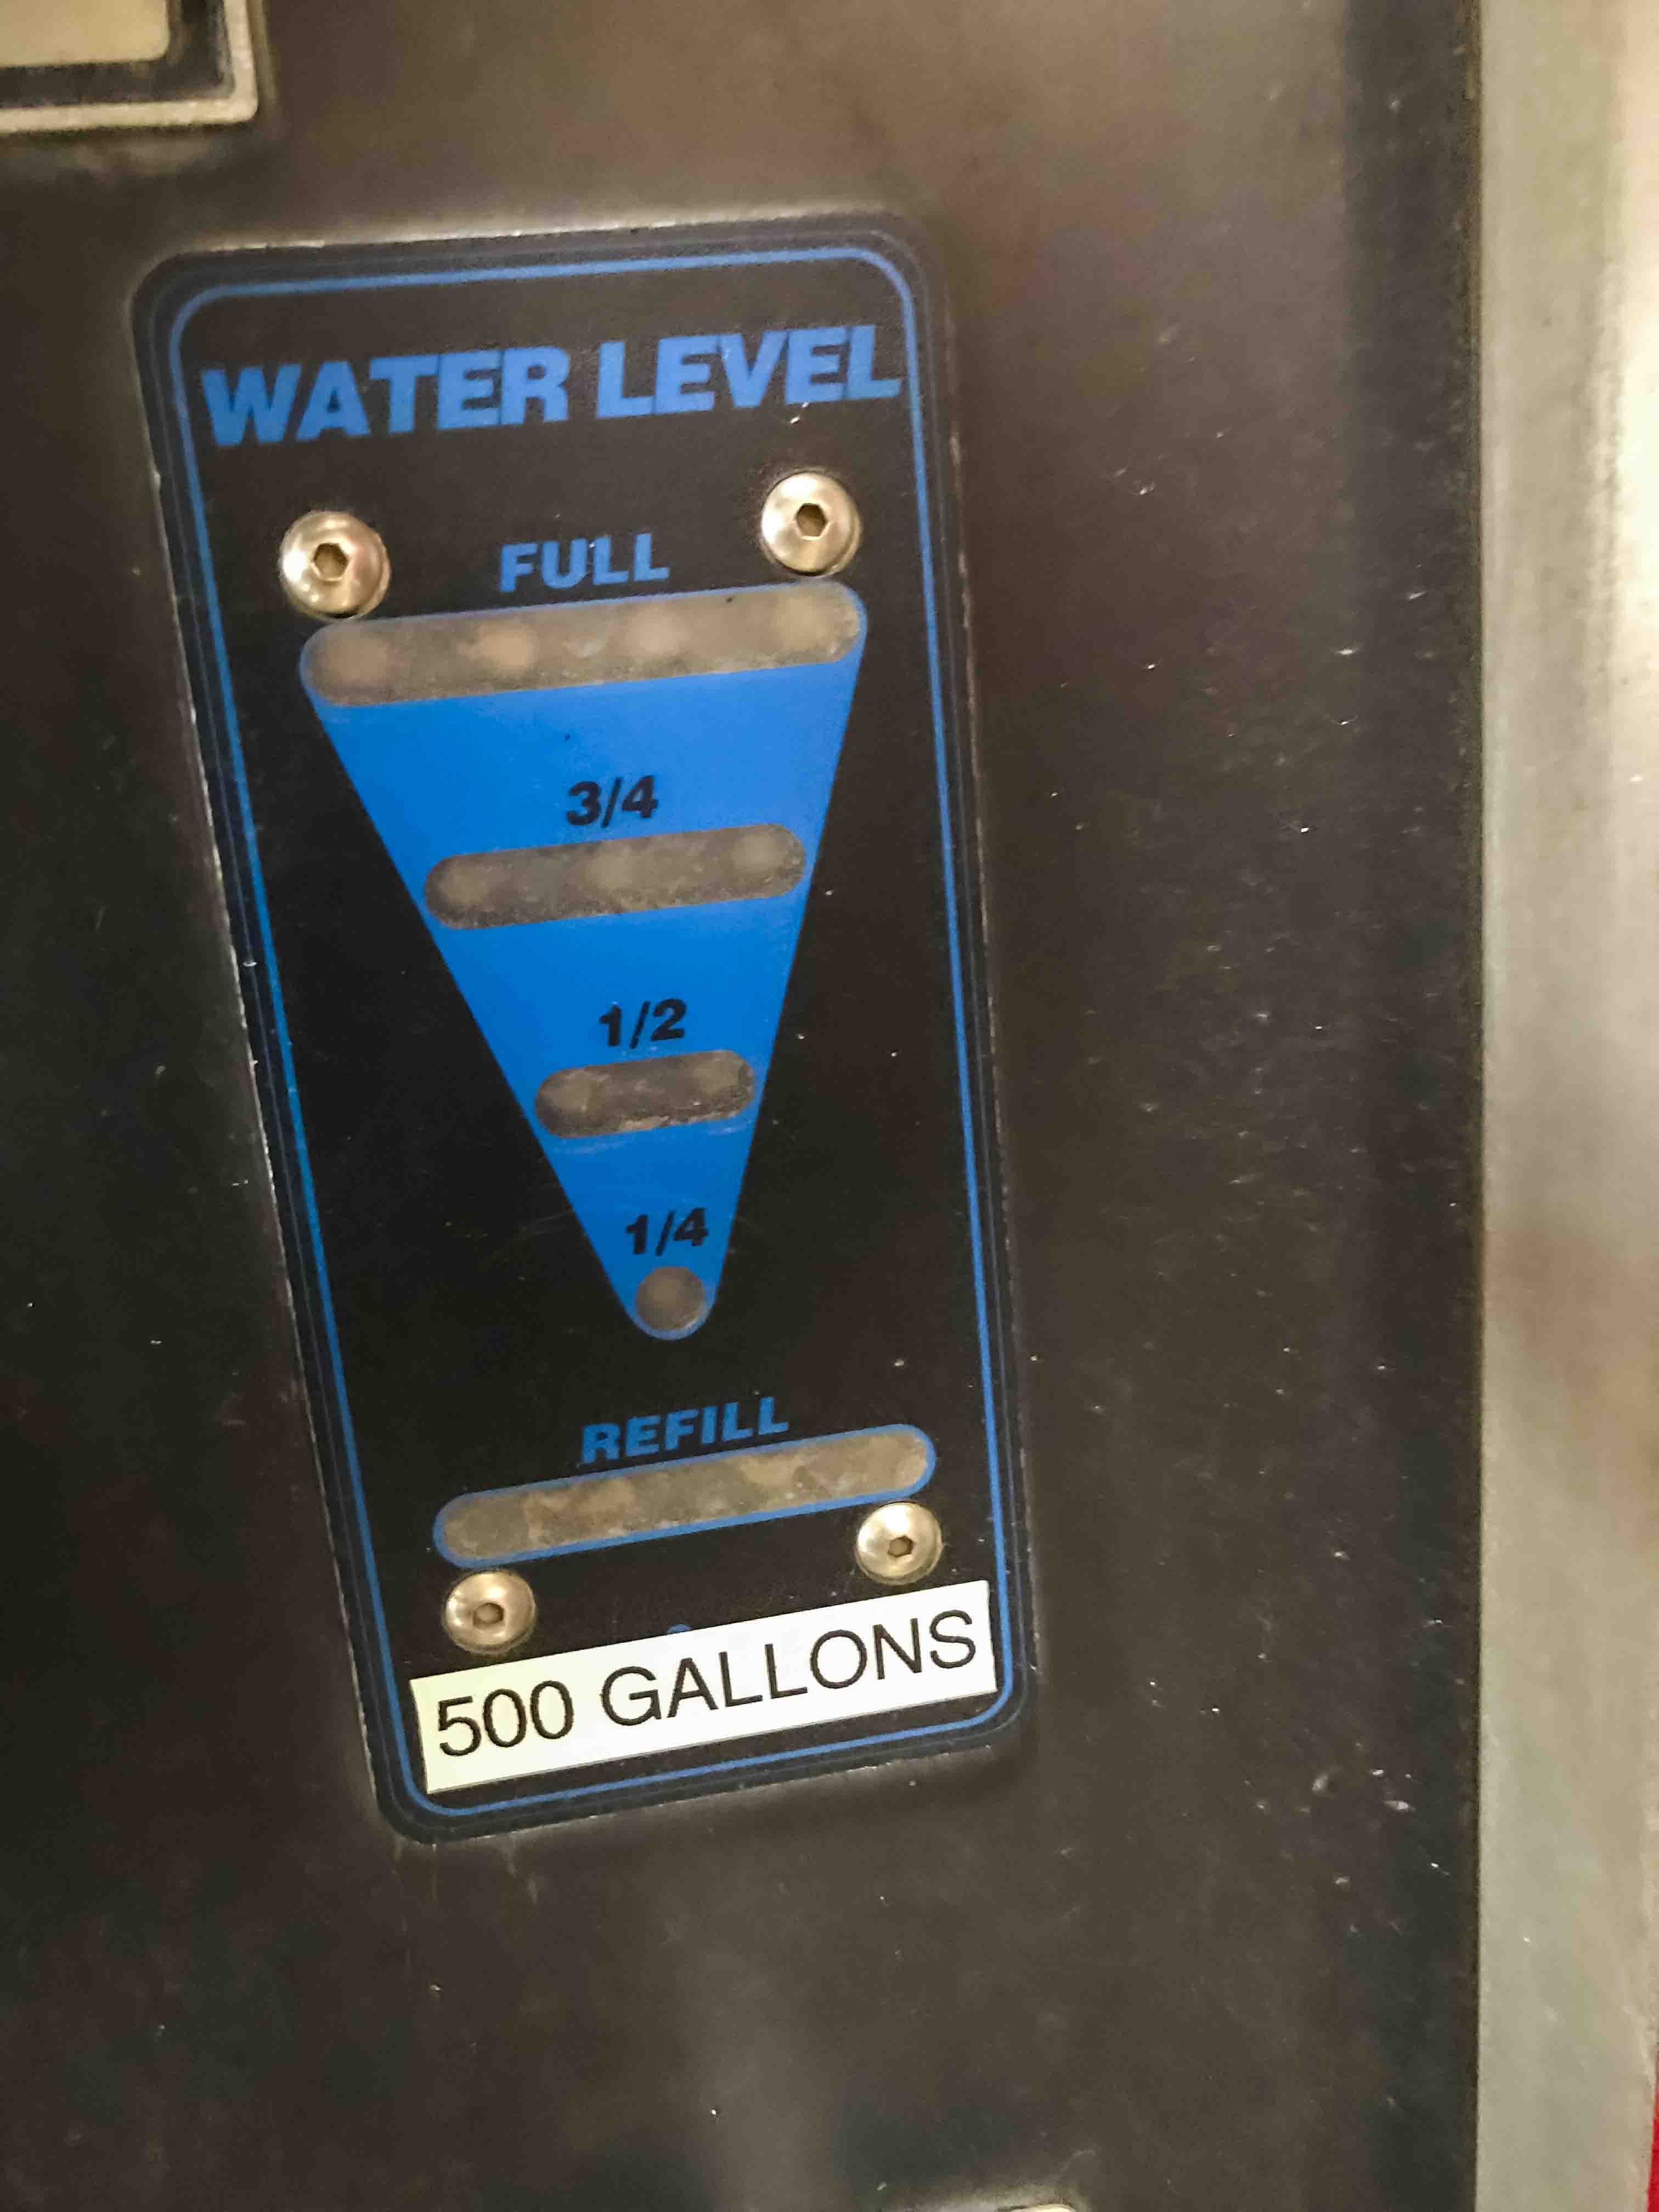 WATER LEVEL
FULL
3/4
1/2
1/4
REFILL
500 GALLONS